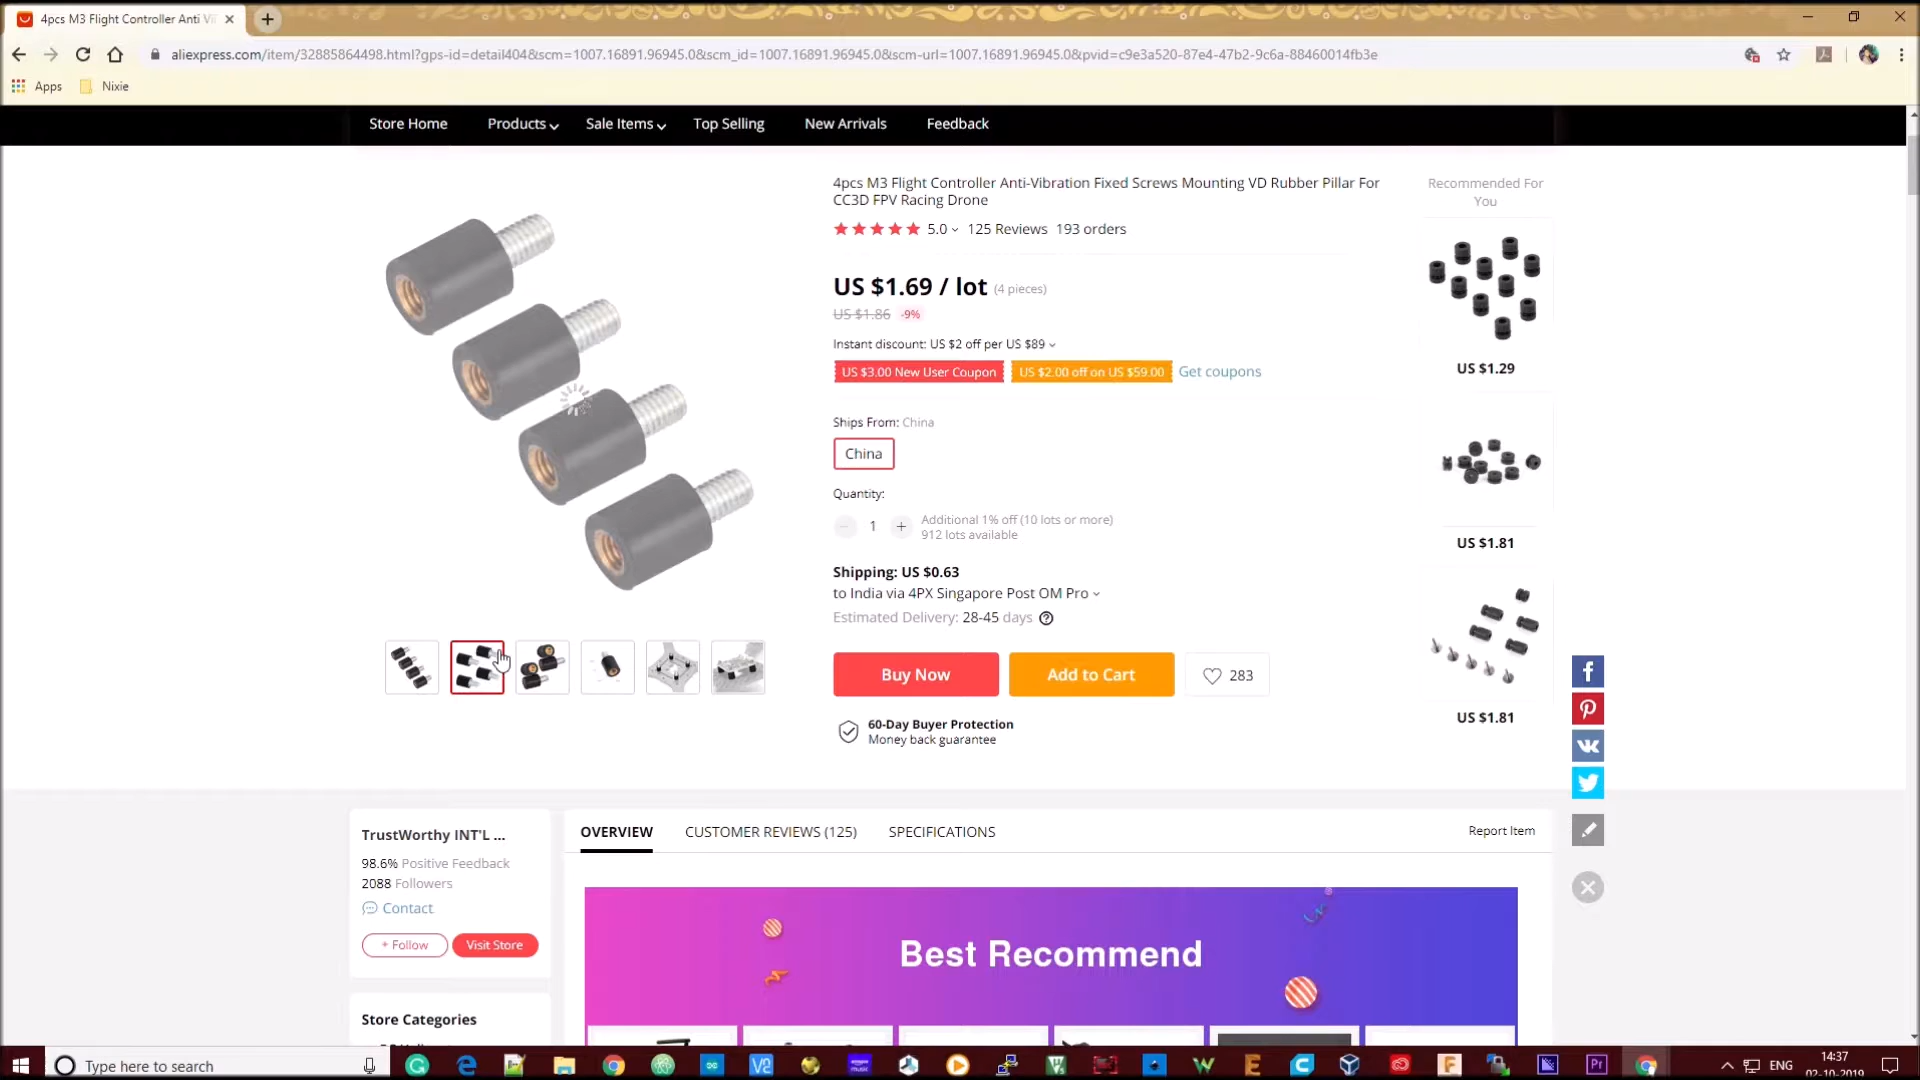 4pcs M3 Flight Controller Anti Vi
aliexpress.com/item/32885864498.html?gps-id=detail404&scm=1007.16891.96945.0&scm_id=1007.16891.96945.0&scm-url=1007.16891.96945.0&pvid=c9e3a520-87e4-47b2-9c6a-88460014fb3e
Apps
Nixie
Store Home
Products
Sale Items
Top Selling
New Arrivals
Feedback
4pcs M3 Flight Controller Anti-Vibration Fixed Screws Mounting VD Rubber Pillar For
CC3D FPV Racing Drone
5.0 125 Reviews 193 orders
US $1.69 / lot (4 pieces)
US $1.86 -9%
Instant discount: US $2 off per US $89
US $3.00 New User Coupon
US $2.00 off on US $59.00
Get coupons
Ships From: China
China
Quantity:
1
Additional 1% off (10 lots or more)
912 lots available
Shipping: US $0.63
to India via 4PX Singapore Post OM Pro
Estimated Delivery: 28-45 days
Buy Now
Add to Cart
283
60-Day Buyer Protection
Money back guarantee
Recommended For
You
US $1.29
US $1.81
US $1.81
TrustWorthy INT'L ...
98.6% Positive Feedback
2088 Followers
Contact
+ Follow
Visit Store
Store Categories
OVERVIEW
CUSTOMER REVIEWS (125)
SPECIFICATIONS
Report Item
Best Recommend
Type here to search
ENG
14:37
02-10-2019